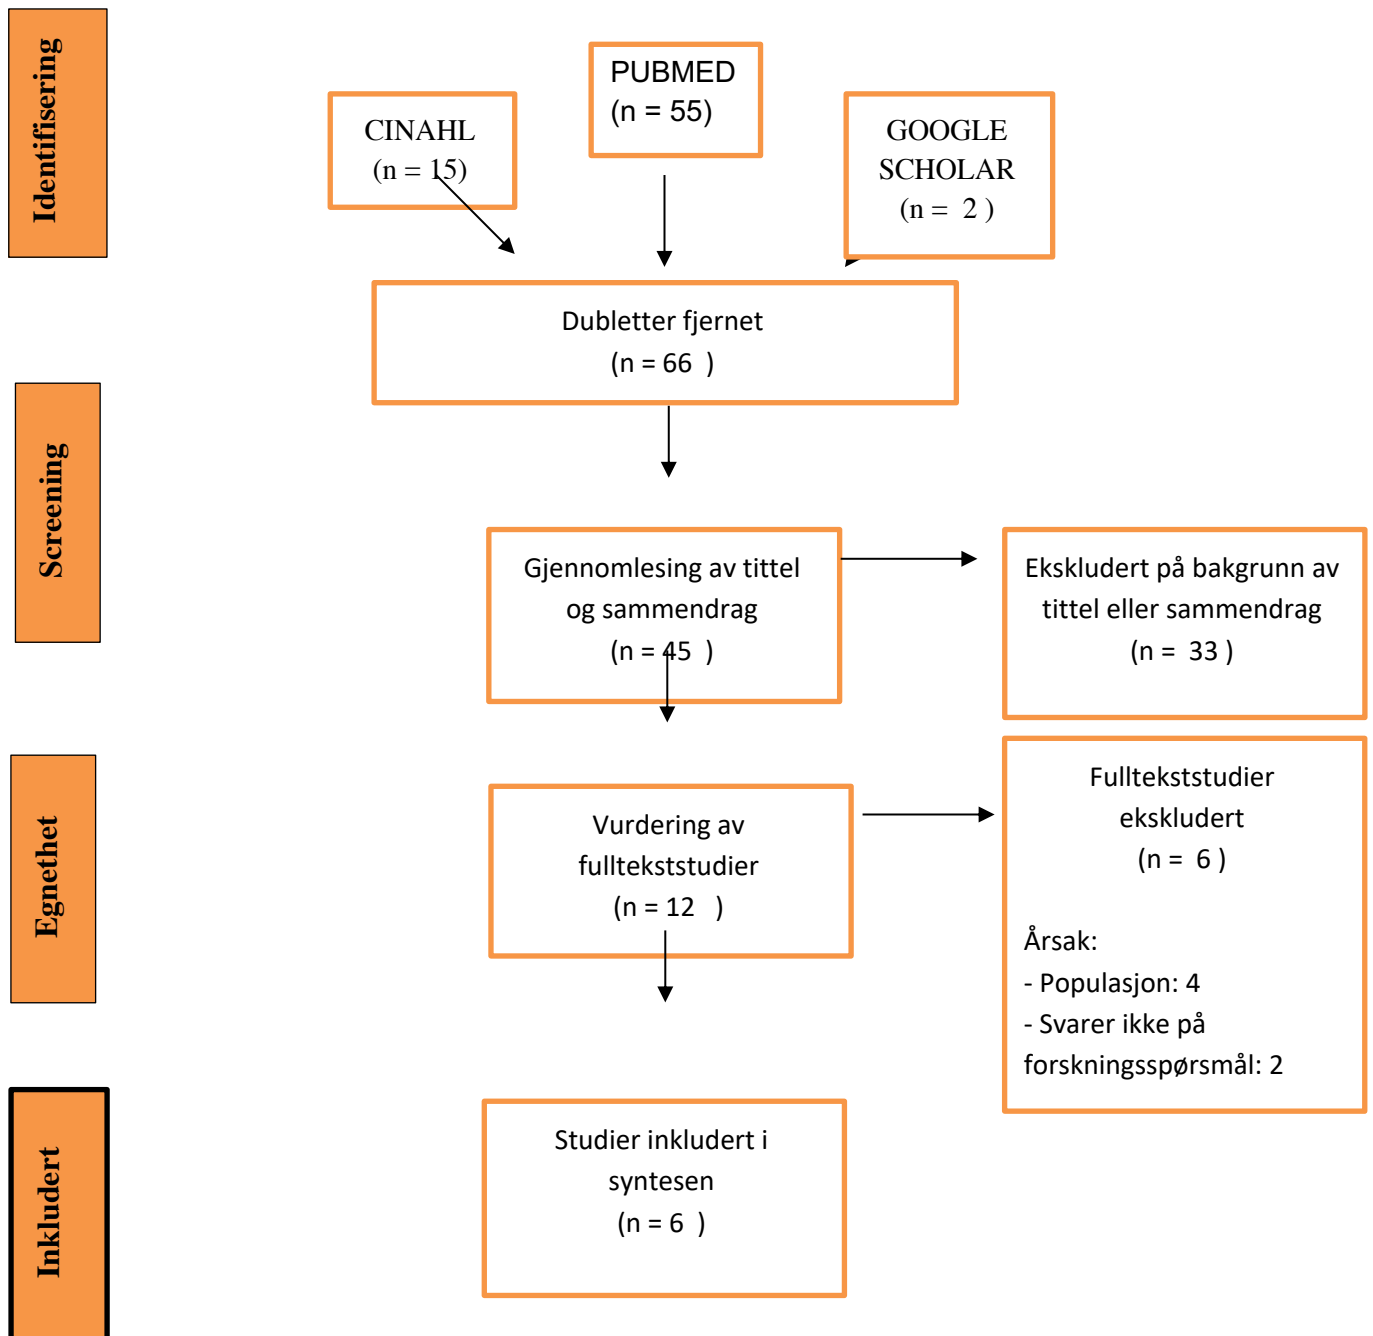 Identifisering
PUBMED
(n = 55)
CINAHL
(n = 15)
GOOGLE
SCHOLAR
(n =  2 )
Dubletter fjernet
(n = 66  )
Screening
Gjennomlesing av tittel
og sammendrag
(n = 45  )
Ekskludert på bakgrunn av
tittel eller sammendrag
(n =  33 )
Egnethet
Vurdering av
fulltekststudier
(n = 12   )
Fulltekststudier
ekskludert
(n =  6 )
Årsak:
- Populasjon: 4
- Svarer ikke på
forskningsspørsmål: 2
Inkludert
Studier inkludert i
syntesen
(n = 6  )